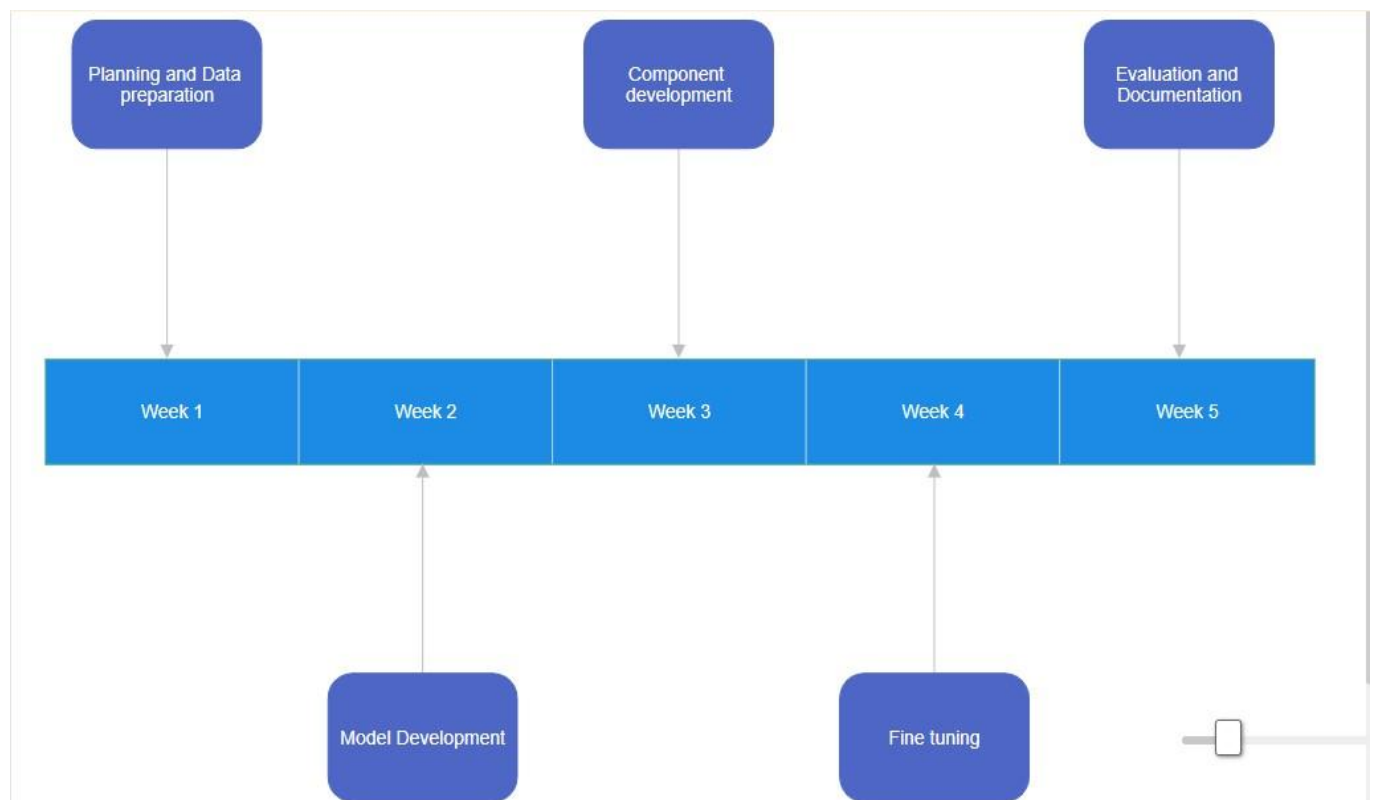 Planning and Data
preparation
Component
development
Evaluation and
Documentation
Week 1
Week 2
Week 3
Week 4
Week 5
Model Development
Fine tuning